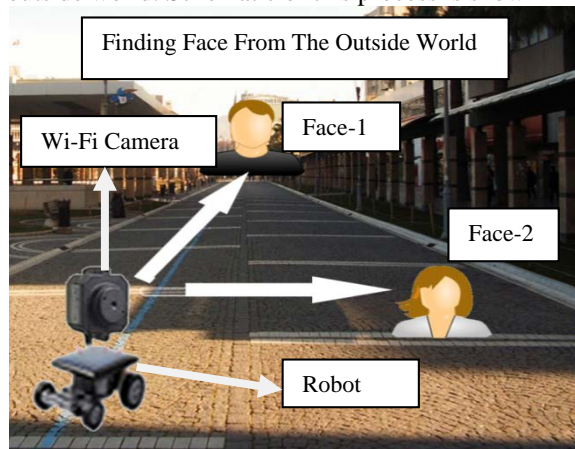 Finding Face From The Outside World
Face-1
Wi-Fi Camera
Face-2
Robot